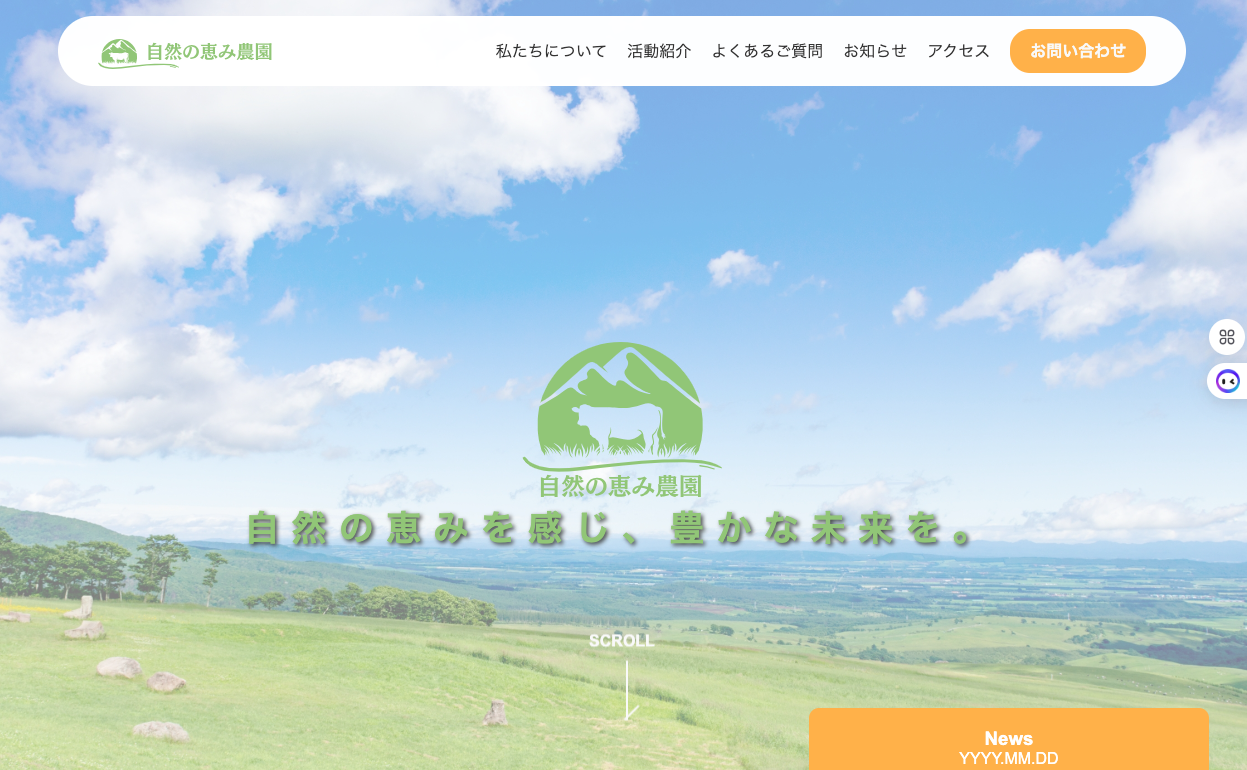 自然の恵み農園
私たちについて 活動紹介 よくあるご質問 お知らせ アクセス お問い合わせ
自然の恵み農園
自然の恵みを感じ、豊かな未来を。
SCROLL
News
YYYY.MM.DD